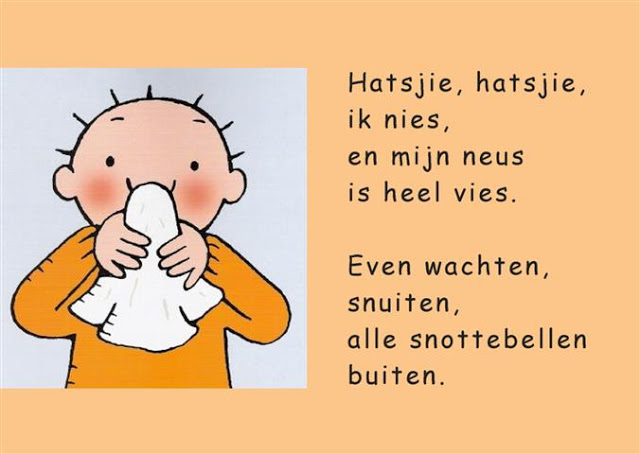 Hatsjie, hatsjie,
ik nies,
en mijn neus
is heel vies.

Even wachten,
snuiten,
alle snottebellen
buiten.